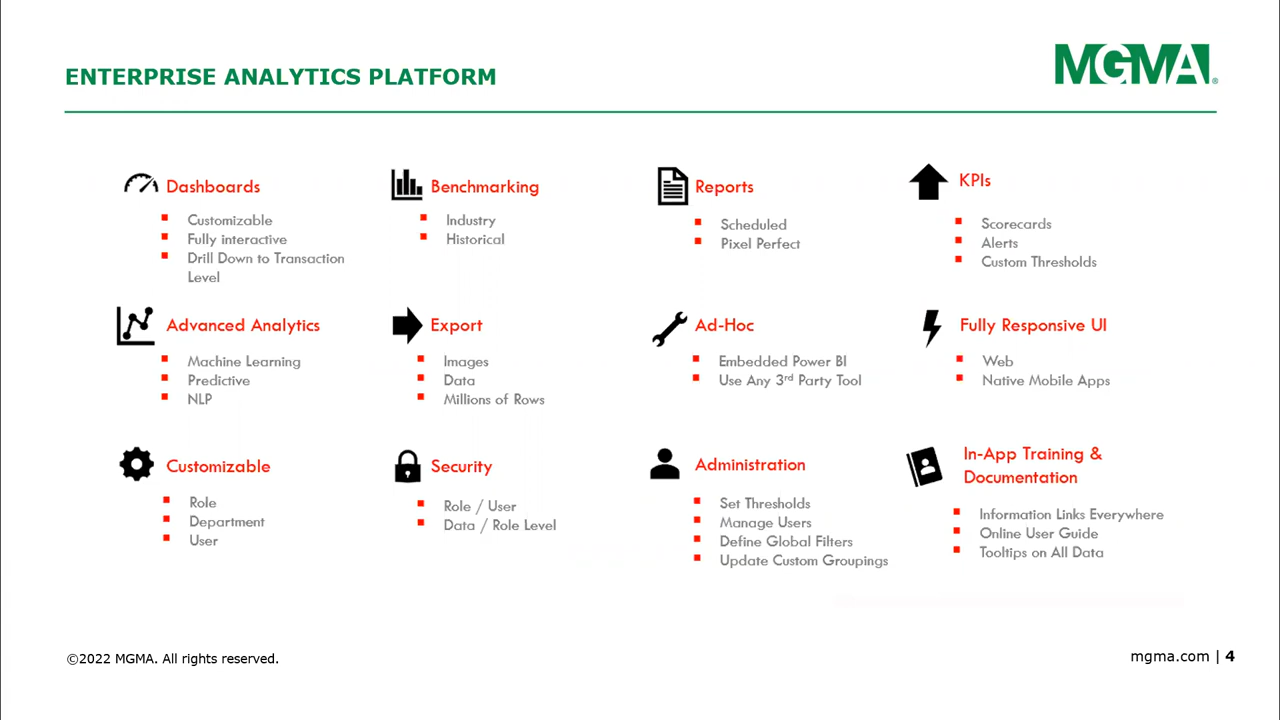 ENTERPRISE ANALYTICS PLATFORM
MGMA®
Dashboards
Customizable
Fully interactive
Drill Down to Transaction
Level
Benchmarking
Industry
Historical
Reports
Scheduled
Pixel Perfect
KPIs
Scorecards
Alerts
Custom Thresholds
Advanced Analytics
Machine Learning
Predictive
NLP
Export
Images
Data
Millions of Rows
Ad-Hoc
Embedded Power BI
Use Any 3rd Party Tool
Fully Responsive UI
Web
Native Mobile Apps
Customizable
Role
Department
User
Security
Role / User
Data / Role Level
Administration
Set Thresholds
Manage Users
Define Global Filters
Update Custom Groupings
In-App Training &
Documentation
Information Links Everywhere
Online User Guide
Tooltips on All Data
©2022 MGMA. All rights reserved.
mgma.com | 4